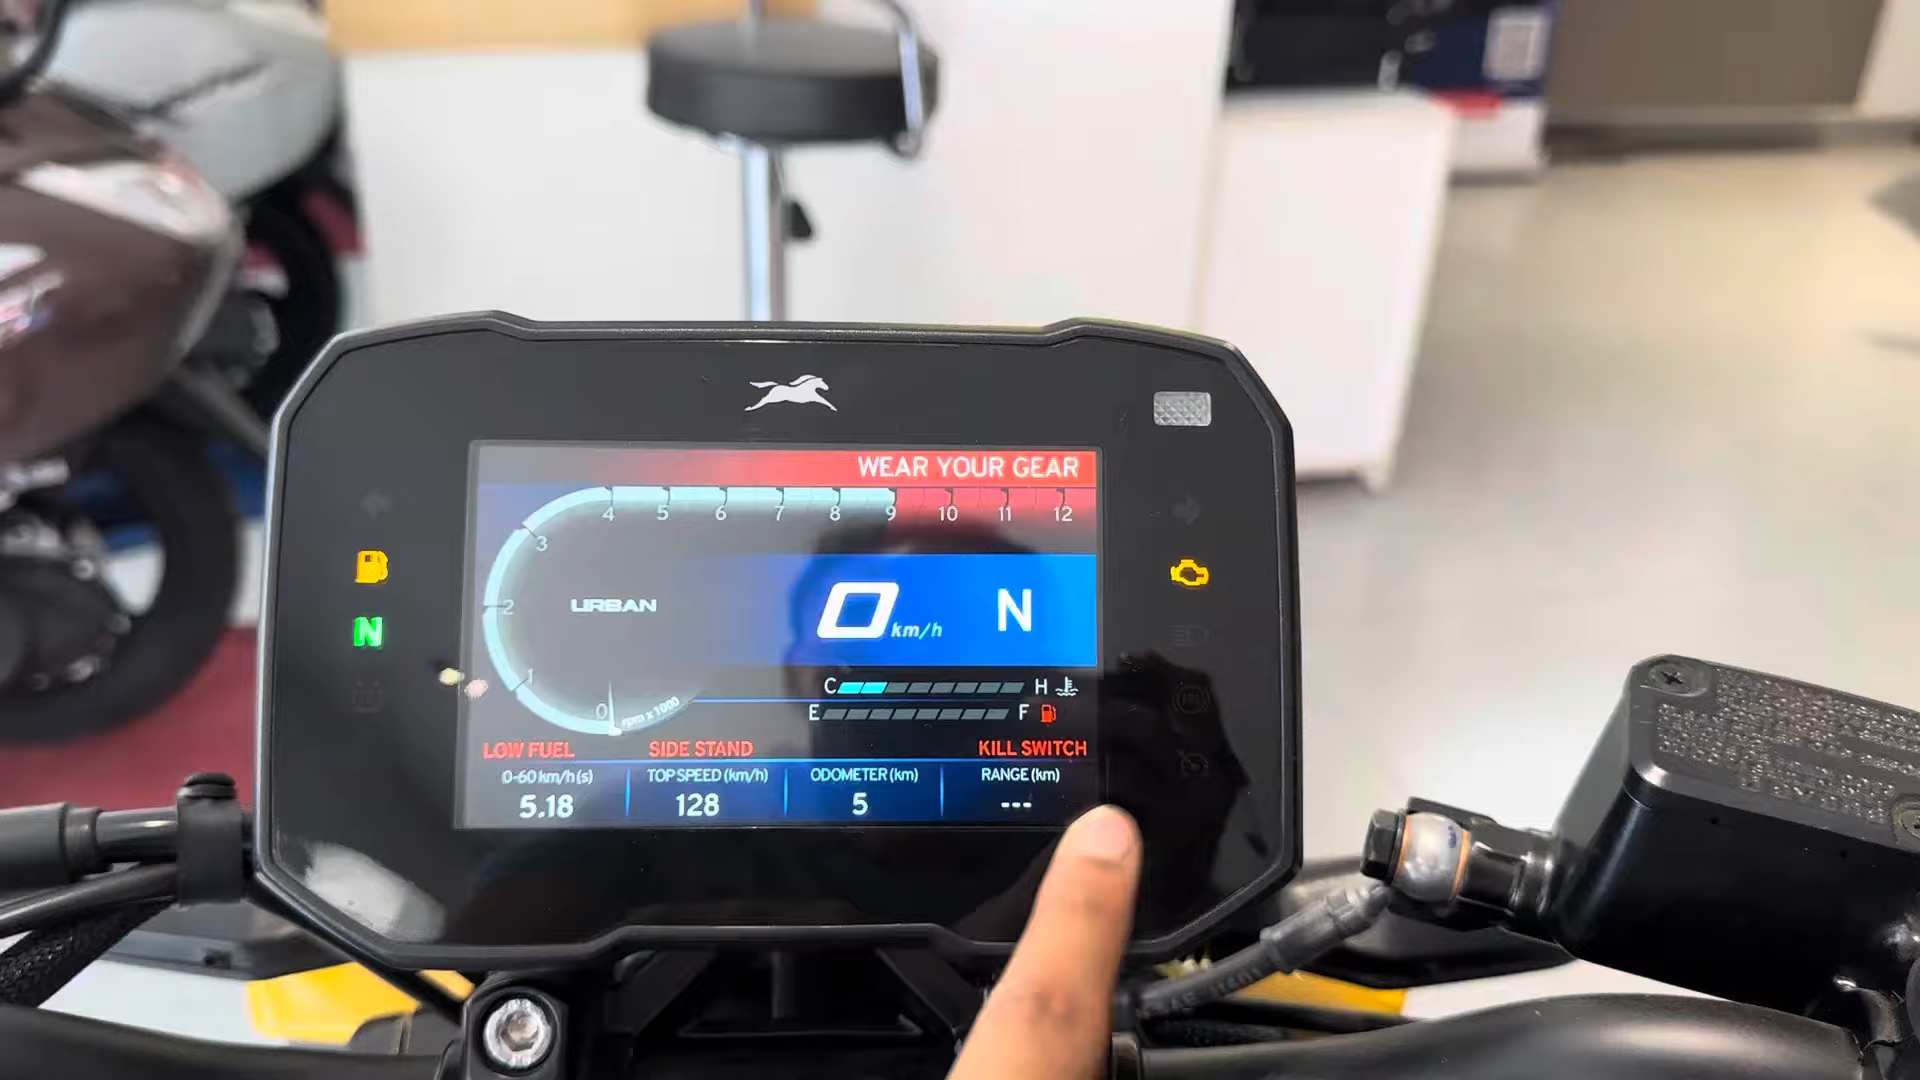 WEAR YOUR GEAR
4 5 6 7 8 9 10 11 12
3
2
1
0
rpm x 1000
URBAN
0 km/h N
N
C H
E F
LOW FUEL SIDE STAND KILL SWITCH
0-60 km/h (s) TOP SPEED (km/h) ODOMETER (km) RANGE (km)
5.18 128 5 ---